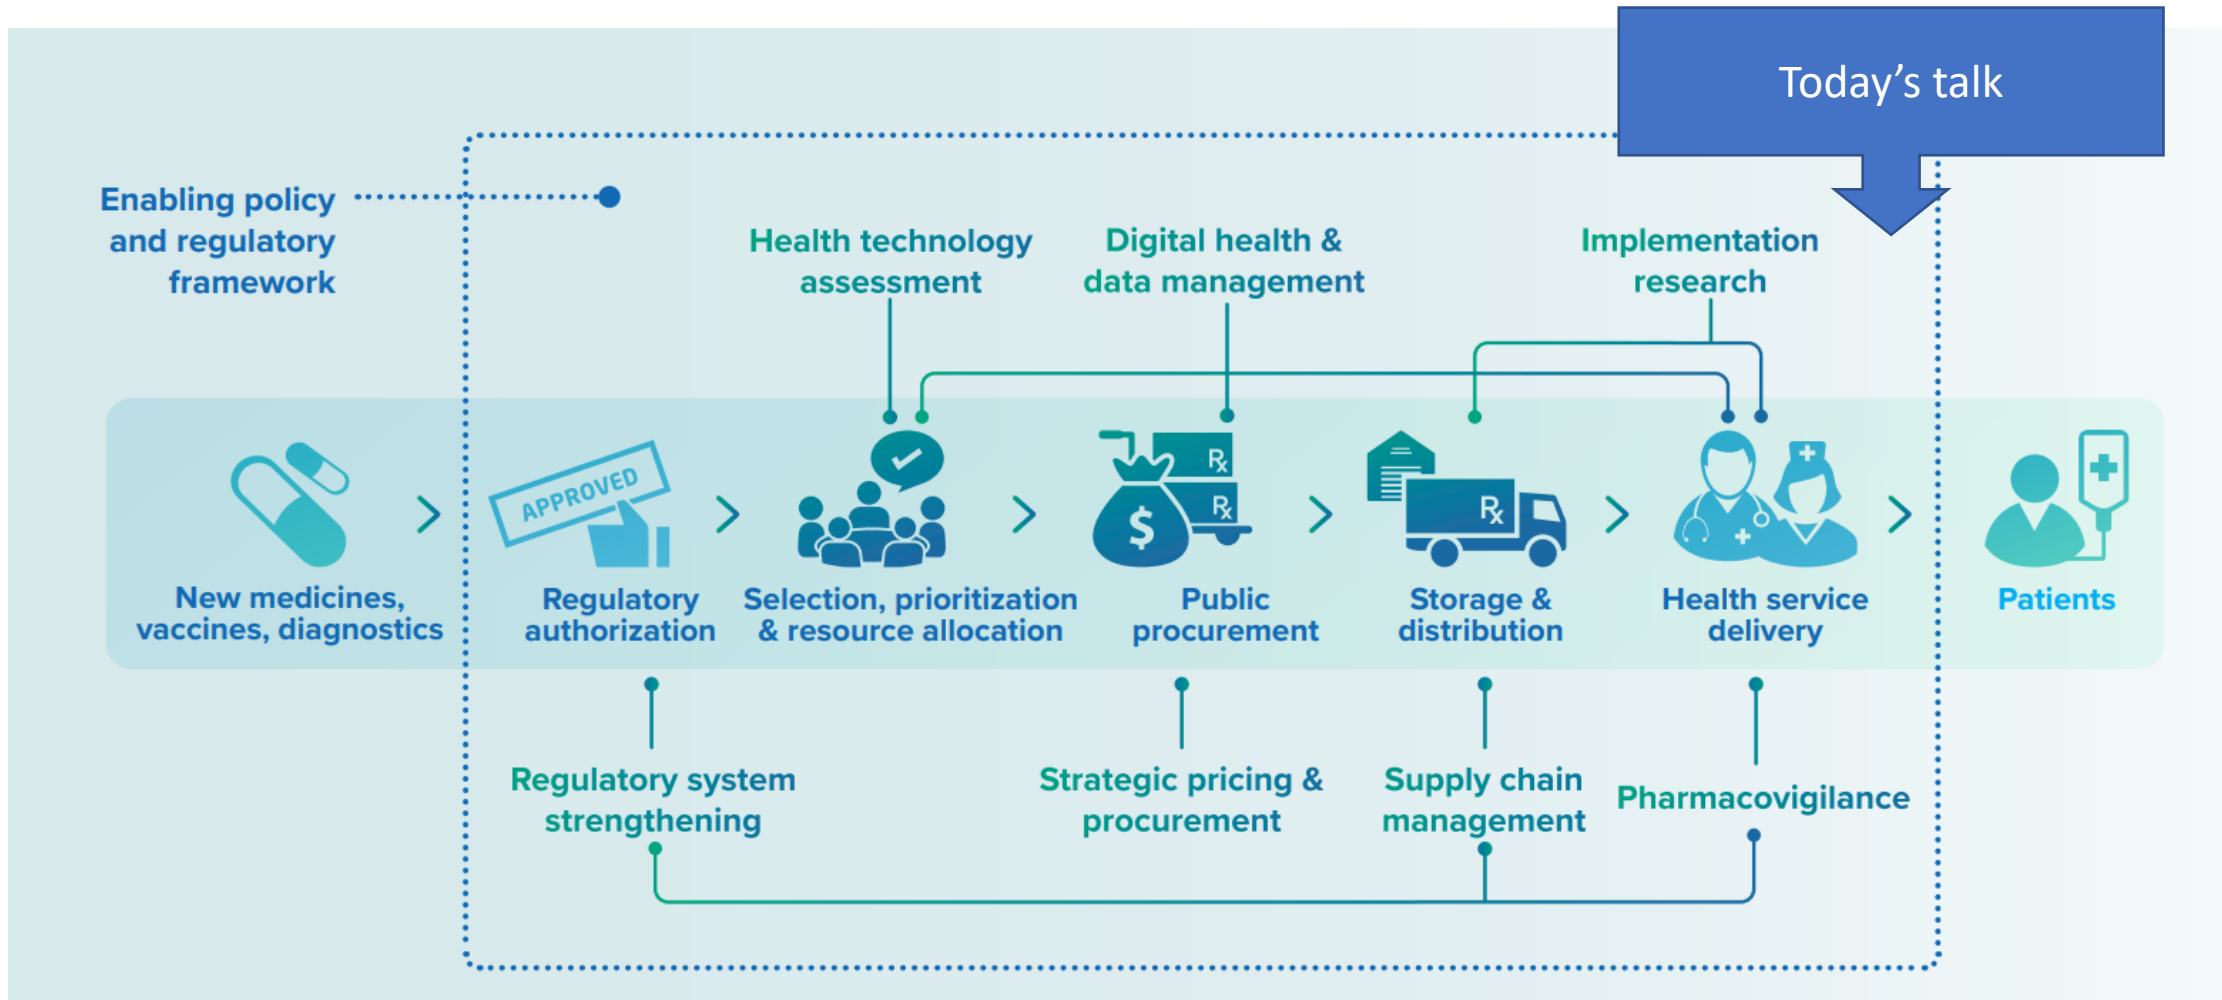 Today's talk
Enabling policy
and regulatory
framework
Health technology
assessment
Digital health &
data management
Implementation
research
APPROVED
Rx
Rx
$
Rx
New medicines,
vaccines, diagnostics
Regulatory
authorization
Selection, prioritization
& resource allocation
Public
procurement
Storage &
distribution
Health service
delivery
Patients
Regulatory system
strengthening
Strategic pricing &
procurement
Supply chain
management
Pharmacovigilance